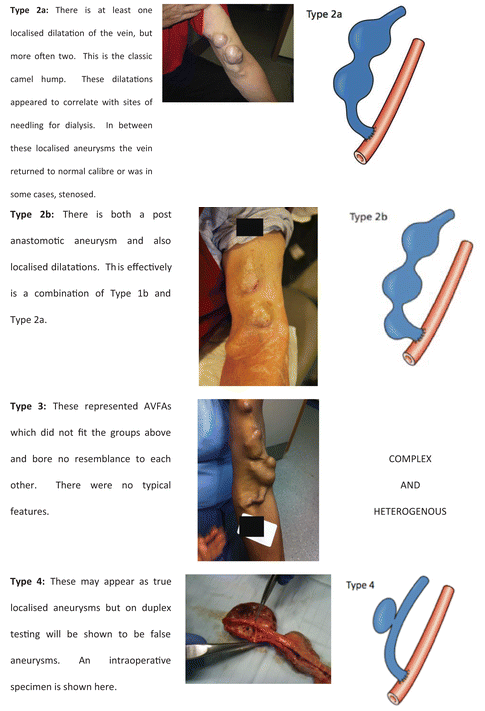 Type 2a: There is at least one
localised dilatation of the vein, but
more often two. This is the classic
camel hump. These dilatations
appeared to correlate with sites of
needling for dialysis. In between
these localised aneurysms the vein
returned to normal calibre or was in
some cases, stenosed.
Type 2a
Type 2b: There is both a post
anastomotic aneurysm and also
localised dilatations. This effectively
is a combination of Type 1b and
Type 2a.
Type 2b
Type 3: These represented AVFAs
which did not fit the groups above
and bore no resemblance to each
other. There were no typical
features.
COMPLEX
AND
HETEROGENOUS
Type 4: These may appear as true
localised aneurysms but on duplex
testing will be shown to be false
aneurysms. An intraoperative
specimen is shown here.
Type 4